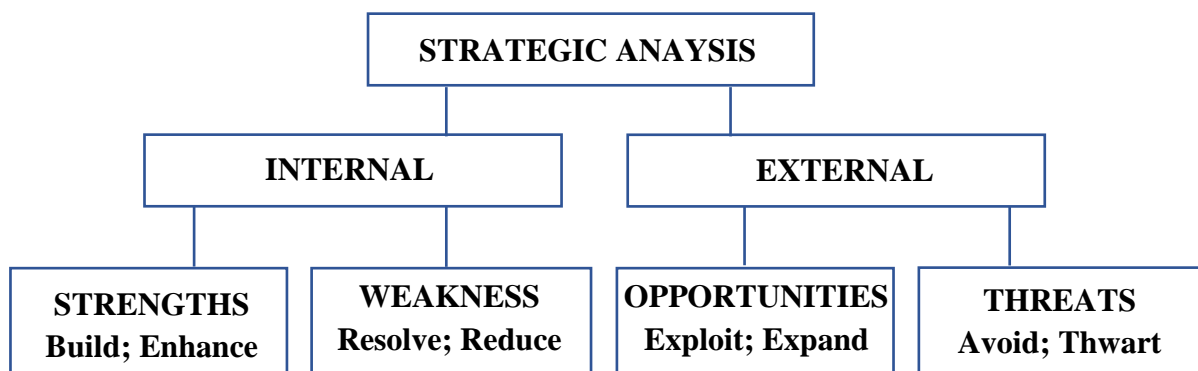 STRATEGIC ANAYSIS
INTERNAL
EXTERNAL
STRENGTHS
Build; Enhance
WEAKNESS
Resolve; Reduce
OPPORTUNITIES
Exploit; Expand
THREATS
Avoid; Thwart